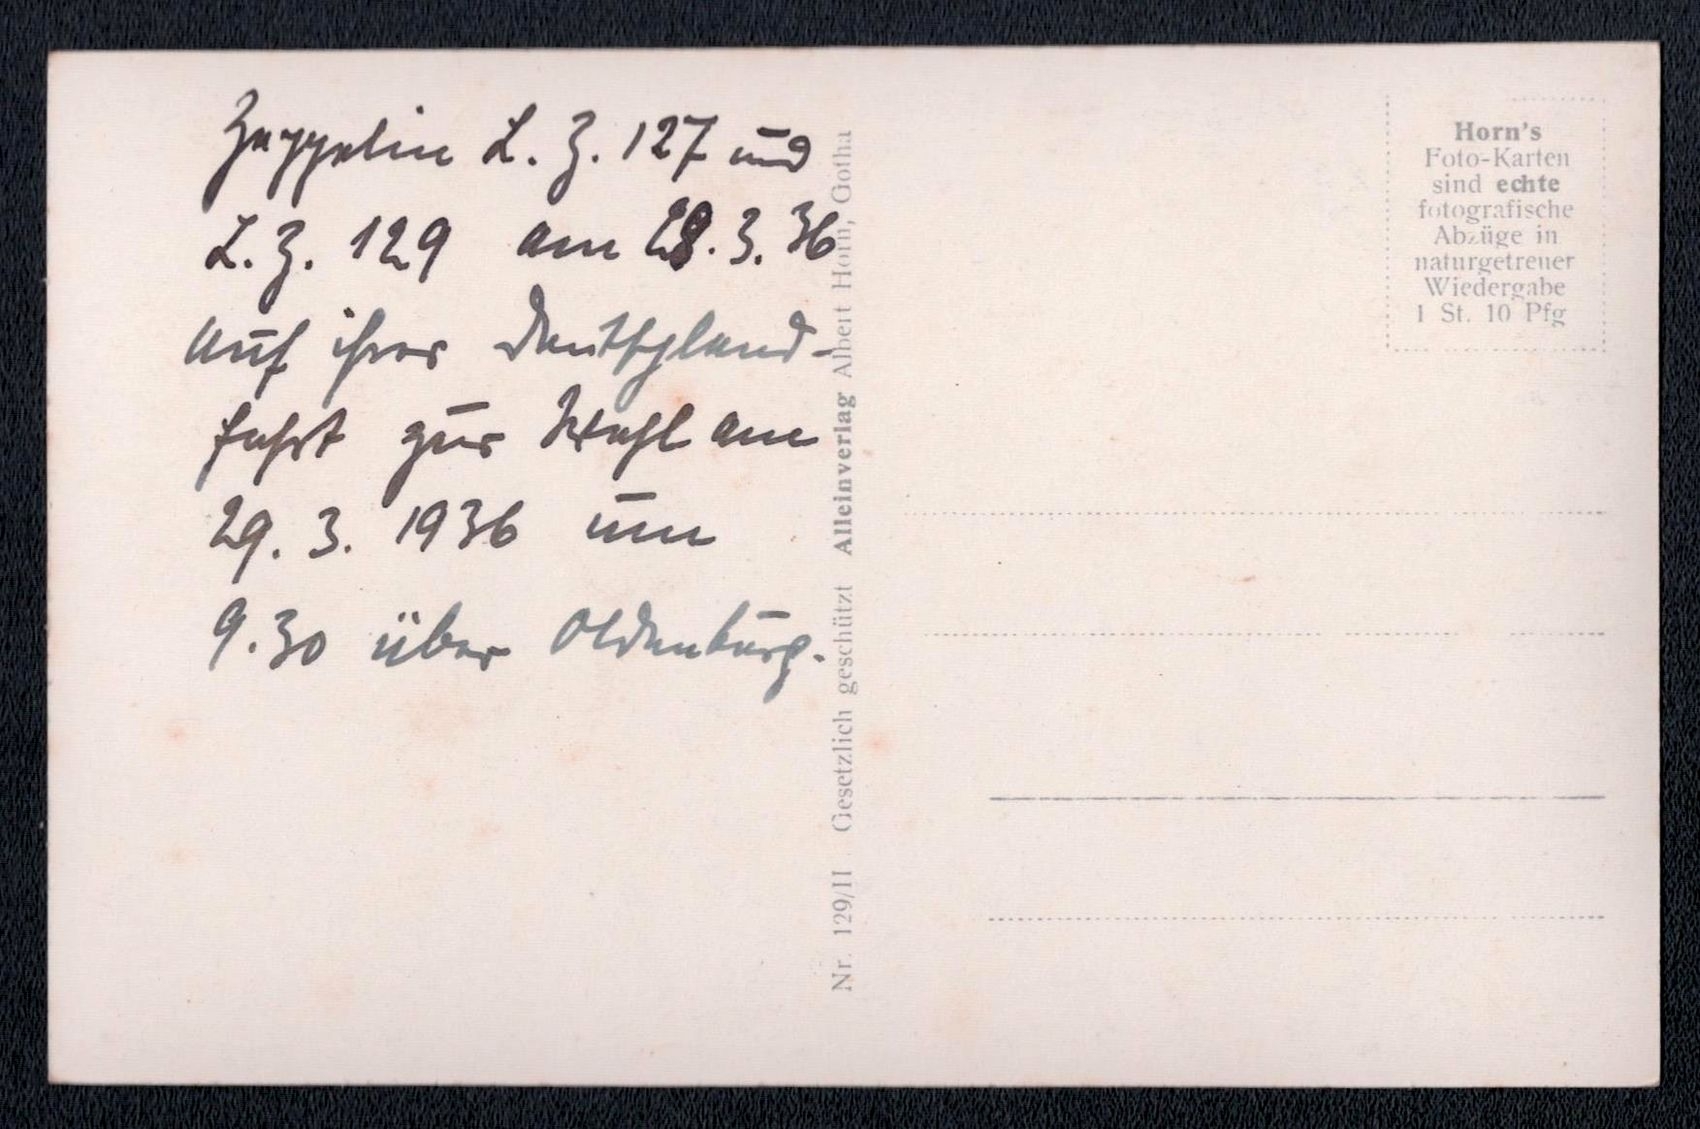 Zeppelin L. Z. 127 und
L. Z. 129 am 28. 3. 36
auf ihrer Deutschland-
fahrt zur Wahl am
29. 3. 1936 um
9.30 über Oldenburg.
Nr. 129/II Gesetzlich geschützt Alleinverlag Albert Horn, Gotha
Horn's
Foto-Karten
sind echte
fotografische
Abzüge in
naturgetreuer
Wiedergabe
1 St. 10 Pfg